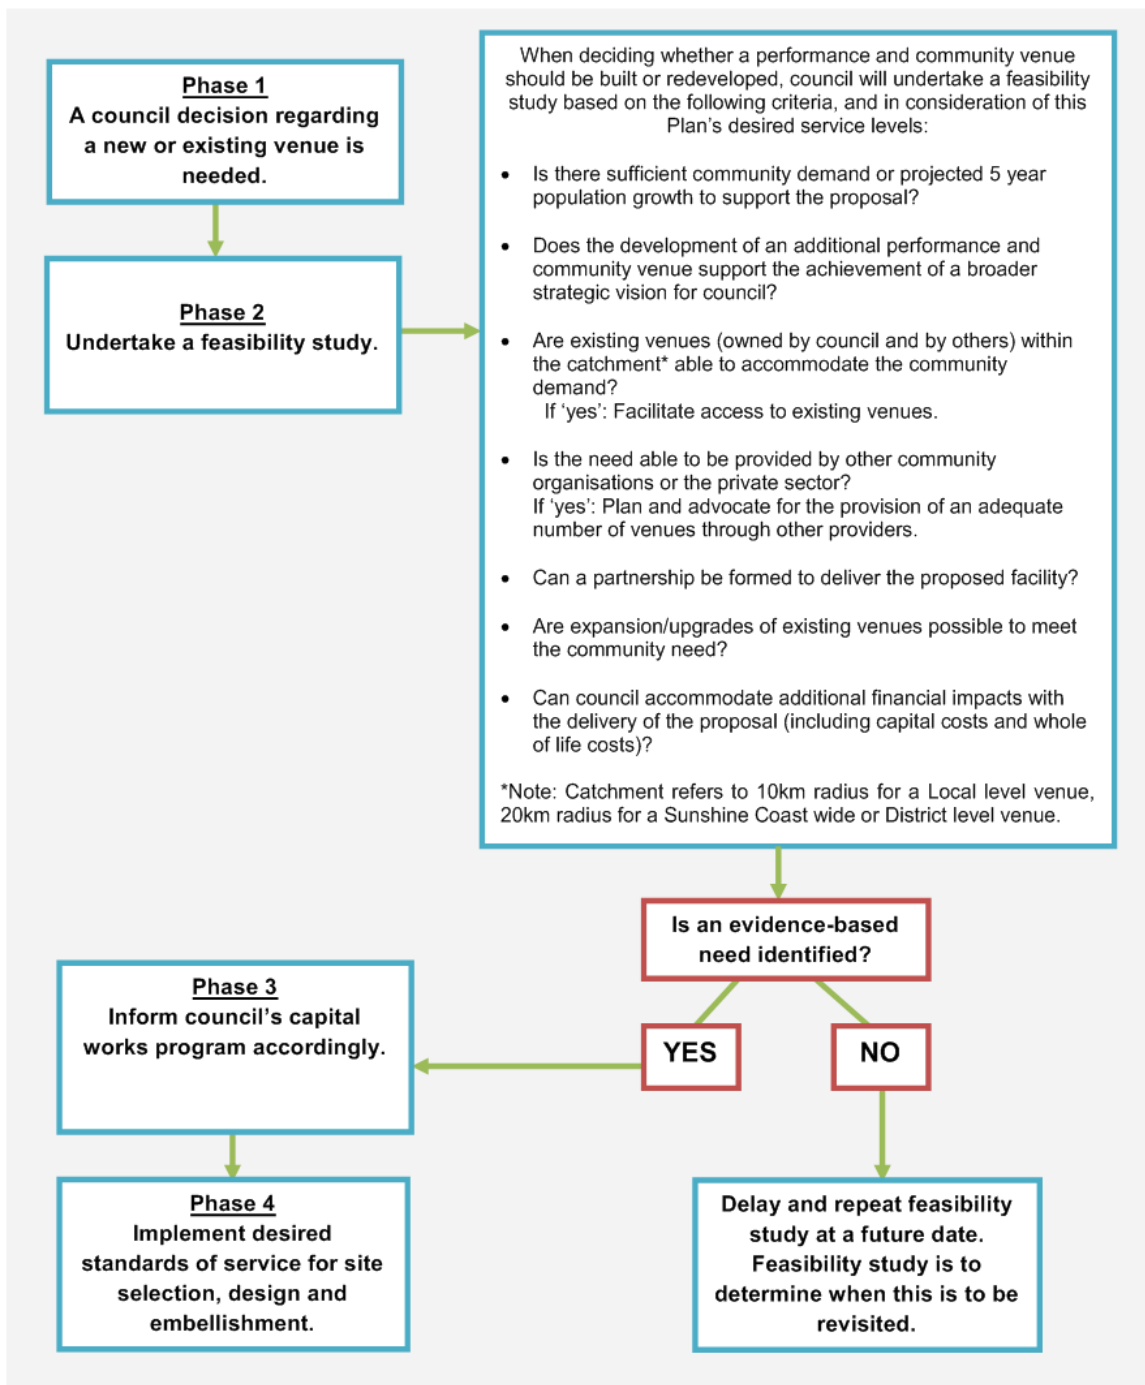 Phase 1
A council decision regarding
a new or existing venue is
needed.
Phase 2
Undertake a feasibility study.
When deciding whether a performance and community venue
should be built or redeveloped, council will undertake a feasibility
study based on the following criteria, and in consideration of this
Plan's desired service levels:
• Is there sufficient community demand or projected 5 year
population growth to support the proposal?
• Does the development of an additional performance and
community venue support the achievement of a broader
strategic vision for council?
• Are existing venues (owned by council and by others) within
the catchment* able to accommodate the community
demand?
If 'yes': Facilitate access to existing venues.
• Is the need able to be provided by other community
organisations or the private sector?
If 'yes': Plan and advocate for the provision of an adequate
number of venues through other providers.
• Can a partnership be formed to deliver the proposed facility?
• Are expansion/upgrades of existing venues possible to meet
the community need?
• Can council accommodate additional financial impacts with
the delivery of the proposal (including capital costs and whole
of life costs)?
*Note: Catchment refers to 10km radius for a Local level venue,
20km radius for a Sunshine Coast wide or District level venue.
Is an evidence-based
need identified?
YES
NO
Phase 3
Inform council's capital
works program accordingly.
Phase 4
Implement desired
standards of service for site
selection, design and
embellishment.
Delay and repeat feasibility
study at a future date.
Feasibility study is to
determine when this is to be
revisited.